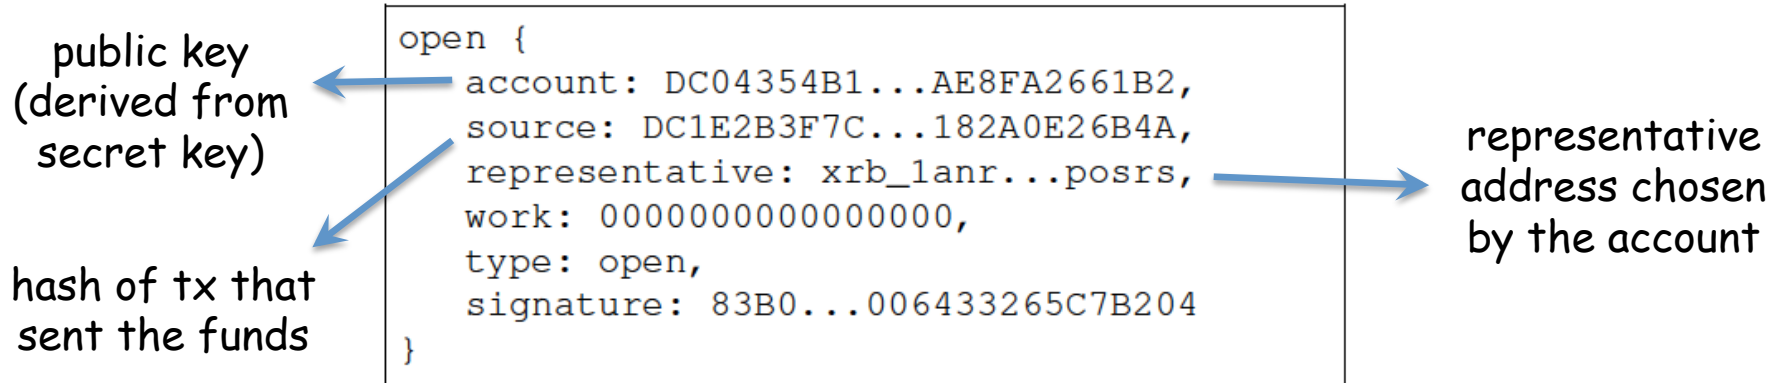 public key
(derived from
secret key)
hash of tx that
sent the funds
open {
account: DC04354B1...AE8FA2661B2,
source: DC1E2B3F7C...182A0E26B4A,
representative: xrb_1anr...posrs,
work: 0000000000000000,
type: open,
signature: 83B0...006433265C7B204
}
representative
address chosen
by the account